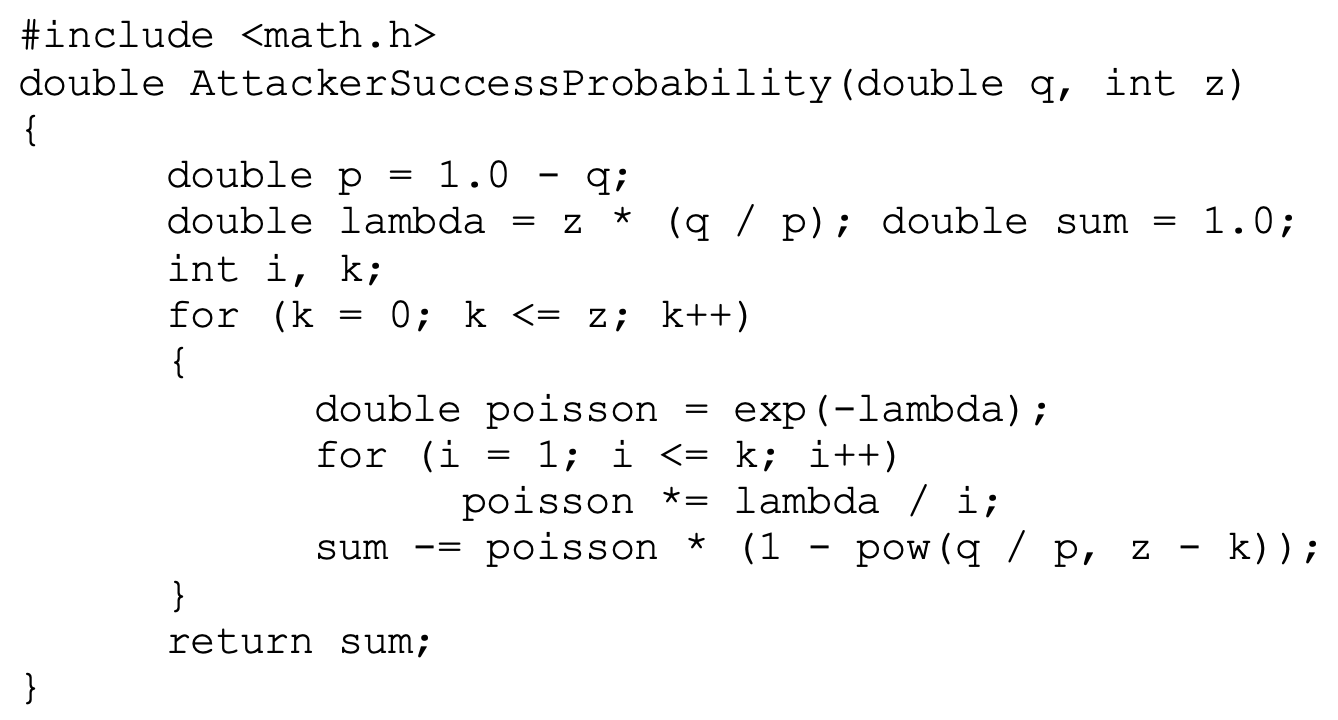 #include <math.h>
double AttackerSuccessProbability(double q, int z)
{
double p = 1.0 - q;
double lambda = z * (q / p); double sum = 1.0;
int i, k;
for (k = 0; k <= z; k++)
{
double poisson = exp(-lambda);
for (i = 1; i <= k; i++)
poisson *= lambda / i;
sum -= poisson * (1 - pow(q / p, z - k));
}
return sum;
}